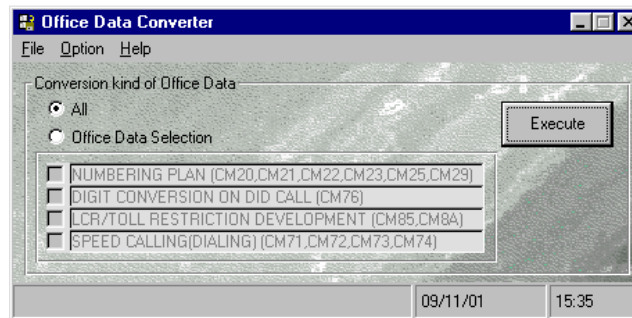 Office Data Converter
File Option Help
Conversion kind of Office Data
All
Execute
Office Data Selection
NUMBERING PLAN (CM20,CM21,CM22,CM23,CM25,CM29)
DIGIT CONVERSION ON DID CALL (CM76)
LCR/TOLL RESTRICTION DEVELOPMENT (CM85,CM8A)
SPEED CALLING(DIALING) (CM71,CM72,CM73,CM74)
09/11/01 15:35